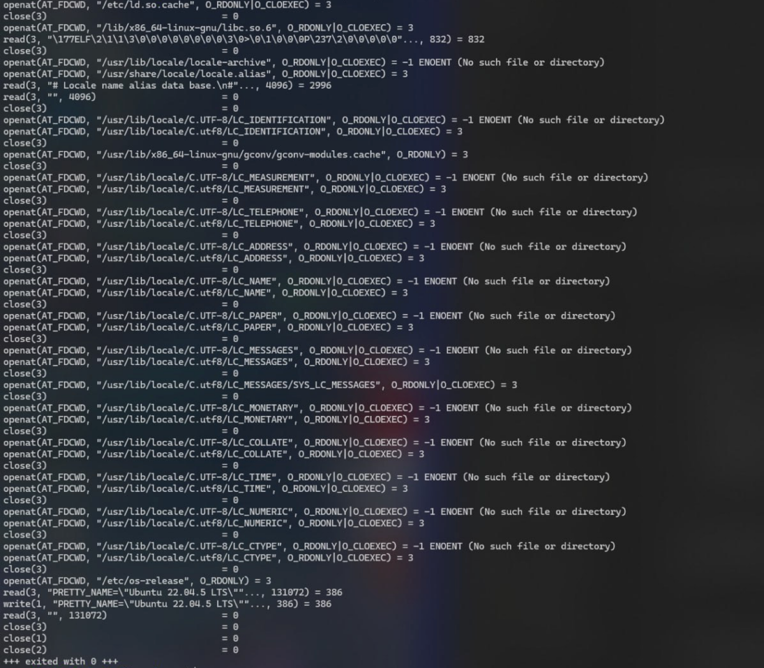 openat(AT_FDCWD, "/etc/ld.so.cache", O_RDONLY|O_CLOEXEC) = 3
close(3)                                = 0
openat(AT_FDCWD, "/lib/x86_64-linux-gnu/libc.so.6", O_RDONLY|O_CLOEXEC) = 3
read(3, "\177ELF\2\1\1\3\0\0\0\0\0\0\0\0\3\0>\0\1\0\0\0P\237\2\0\0\0\0\0"..., 832) = 832
close(3)                                = 0
openat(AT_FDCWD, "/usr/lib/locale/locale-archive", O_RDONLY|O_CLOEXEC) = -1 ENOENT (No such file or directory)
openat(AT_FDCWD, "/usr/share/locale/locale.alias", O_RDONLY|O_CLOEXEC) = 3
read(3, "# Locale name alias data base.\n#"..., 4096) = 2996
read(3, "", 4096)                       = 0
close(3)                                = 0
openat(AT_FDCWD, "/usr/lib/locale/C.UTF-8/LC_IDENTIFICATION", O_RDONLY|O_CLOEXEC) = -1 ENOENT (No such file or directory)
openat(AT_FDCWD, "/usr/lib/locale/C.utf8/LC_IDENTIFICATION", O_RDONLY|O_CLOEXEC) = 3
close(3)                                = 0
openat(AT_FDCWD, "/usr/lib/x86_64-linux-gnu/gconv/gconv-modules.cache", O_RDONLY) = 3
close(3)                                = 0
openat(AT_FDCWD, "/usr/lib/locale/C.UTF-8/LC_MEASUREMENT", O_RDONLY|O_CLOEXEC) = -1 ENOENT (No such file or directory)
openat(AT_FDCWD, "/usr/lib/locale/C.utf8/LC_MEASUREMENT", O_RDONLY|O_CLOEXEC) = 3
close(3)                                = 0
openat(AT_FDCWD, "/usr/lib/locale/C.UTF-8/LC_TELEPHONE", O_RDONLY|O_CLOEXEC) = -1 ENOENT (No such file or directory)
openat(AT_FDCWD, "/usr/lib/locale/C.utf8/LC_TELEPHONE", O_RDONLY|O_CLOEXEC) = 3
close(3)                                = 0
openat(AT_FDCWD, "/usr/lib/locale/C.UTF-8/LC_ADDRESS", O_RDONLY|O_CLOEXEC) = -1 ENOENT (No such file or directory)
openat(AT_FDCWD, "/usr/lib/locale/C.utf8/LC_ADDRESS", O_RDONLY|O_CLOEXEC) = 3
close(3)                                = 0
openat(AT_FDCWD, "/usr/lib/locale/C.UTF-8/LC_NAME", O_RDONLY|O_CLOEXEC) = -1 ENOENT (No such file or directory)
openat(AT_FDCWD, "/usr/lib/locale/C.utf8/LC_NAME", O_RDONLY|O_CLOEXEC) = 3
close(3)                                = 0
openat(AT_FDCWD, "/usr/lib/locale/C.UTF-8/LC_PAPER", O_RDONLY|O_CLOEXEC) = -1 ENOENT (No such file or directory)
openat(AT_FDCWD, "/usr/lib/locale/C.utf8/LC_PAPER", O_RDONLY|O_CLOEXEC) = 3
close(3)                                = 0
openat(AT_FDCWD, "/usr/lib/locale/C.UTF-8/LC_MESSAGES", O_RDONLY|O_CLOEXEC) = -1 ENOENT (No such file or directory)
openat(AT_FDCWD, "/usr/lib/locale/C.utf8/LC_MESSAGES", O_RDONLY|O_CLOEXEC) = 3
close(3)                                = 0
openat(AT_FDCWD, "/usr/lib/locale/C.utf8/LC_MESSAGES/SYS_LC_MESSAGES", O_RDONLY|O_CLOEXEC) = 3
close(3)                                = 0
openat(AT_FDCWD, "/usr/lib/locale/C.UTF-8/LC_MONETARY", O_RDONLY|O_CLOEXEC) = -1 ENOENT (No such file or directory)
openat(AT_FDCWD, "/usr/lib/locale/C.utf8/LC_MONETARY", O_RDONLY|O_CLOEXEC) = 3
close(3)                                = 0
openat(AT_FDCWD, "/usr/lib/locale/C.UTF-8/LC_COLLATE", O_RDONLY|O_CLOEXEC) = -1 ENOENT (No such file or directory)
openat(AT_FDCWD, "/usr/lib/locale/C.utf8/LC_COLLATE", O_RDONLY|O_CLOEXEC) = 3
close(3)                                = 0
openat(AT_FDCWD, "/usr/lib/locale/C.UTF-8/LC_TIME", O_RDONLY|O_CLOEXEC) = -1 ENOENT (No such file or directory)
openat(AT_FDCWD, "/usr/lib/locale/C.utf8/LC_TIME", O_RDONLY|O_CLOEXEC) = 3
close(3)                                = 0
openat(AT_FDCWD, "/usr/lib/locale/C.UTF-8/LC_NUMERIC", O_RDONLY|O_CLOEXEC) = -1 ENOENT (No such file or directory)
openat(AT_FDCWD, "/usr/lib/locale/C.utf8/LC_NUMERIC", O_RDONLY|O_CLOEXEC) = 3
close(3)                                = 0
openat(AT_FDCWD, "/usr/lib/locale/C.UTF-8/LC_CTYPE", O_RDONLY|O_CLOEXEC) = -1 ENOENT (No such file or directory)
openat(AT_FDCWD, "/usr/lib/locale/C.utf8/LC_CTYPE", O_RDONLY|O_CLOEXEC) = 3
close(3)                                = 0
openat(AT_FDCWD, "/etc/os-release", O_RDONLY) = 3
read(3, "PRETTY_NAME=\"Ubuntu 22.04.5 LTS\""..., 131072) = 386
write(1, "PRETTY_NAME=\"Ubuntu 22.04.5 LTS\""..., 386) = 386
read(3, "", 131072)                     = 0
close(3)                                = 0
close(1)                                = 0
close(2)                                = 0
+++ exited with 0 +++